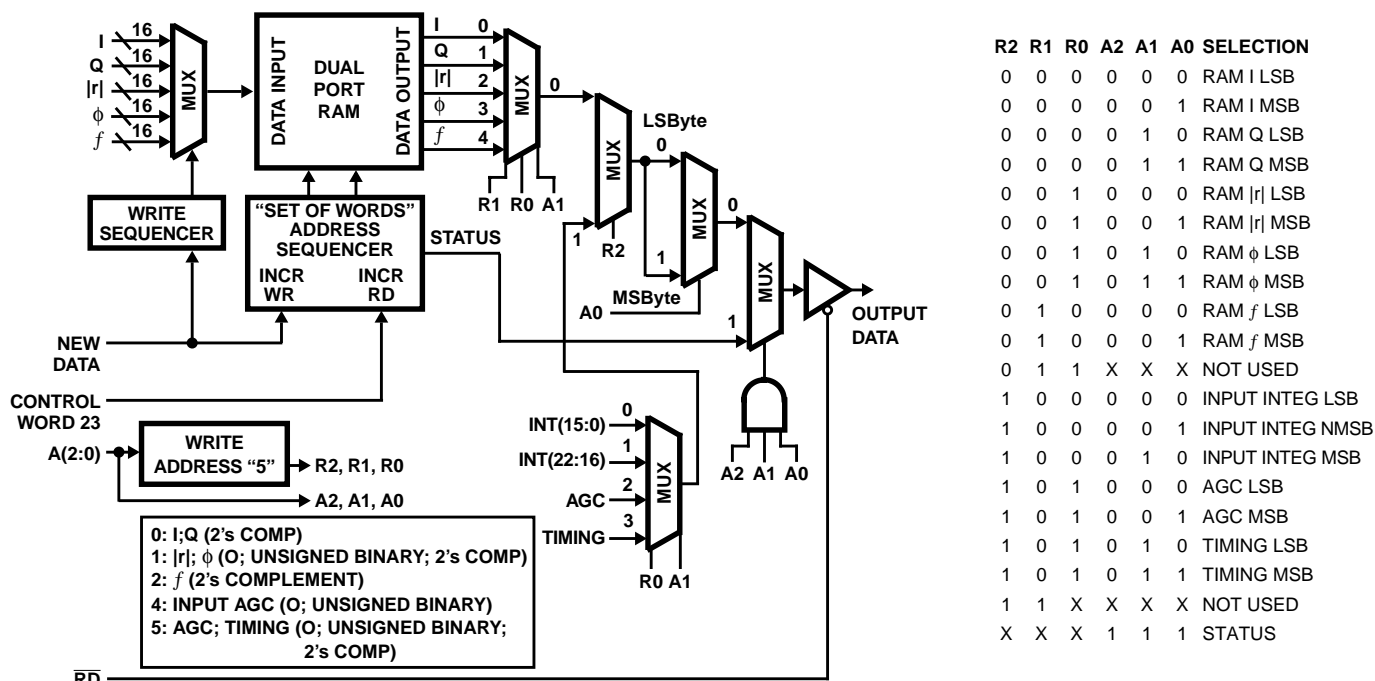 I 16
Q 16
|r| 16
ϕ 16
f 16
MUX
DATA INPUT
DUAL
PORT
RAM
DATA OUTPUT
I 0
Q 1
|r| 2
ϕ 3
f 4
MUX
0
R1 R0 A1
WRITE
SEQUENCER
“SET OF WORDS”
ADDRESS
SEQUENCER
INCR INCR
WR RD
STATUS
MUX
1
R2
LSByte
0
MUX
1
MSByte
A0
0
MUX
1
OUTPUT
DATA
A2 A1 A0
NEW
DATA
CONTROL
WORD 23
A(2:0)
WRITE
ADDRESS “5”
R2, R1, R0
A2, A1, A0
INT(15:0) 0
INT(22:16) 1
AGC 2
TIMING 3
MUX
R0 A1
0: I;Q (2’s COMP)
1: |r|; ϕ (O; UNSIGNED BINARY; 2’s COMP)
2: f (2’s COMPLEMENT)
4: INPUT AGC (O; UNSIGNED BINARY)
5: AGC; TIMING (O; UNSIGNED BINARY;
2’s COMP)
RD
R2 R1 R0 A2 A1 A0 SELECTION
0 0 0 0 0 0 RAM I LSB
0 0 0 0 0 1 RAM I MSB
0 0 0 0 1 0 RAM Q LSB
0 0 0 0 1 1 RAM Q MSB
0 0 1 0 0 0 RAM |r| LSB
0 0 1 0 0 1 RAM |r| MSB
0 0 1 0 1 0 RAM ϕ LSB
0 0 1 0 1 1 RAM ϕ MSB
0 1 0 0 0 0 RAM f LSB
0 1 0 0 0 1 RAM f MSB
0 1 1 X X X NOT USED
1 0 0 0 0 0 INPUT INTEG LSB
1 0 0 0 0 1 INPUT INTEG NMSB
1 0 0 0 1 0 INPUT INTEG MSB
1 0 1 0 0 0 AGC LSB
1 0 1 0 0 1 AGC MSB
1 0 1 0 1 0 TIMING LSB
1 0 1 0 1 1 TIMING MSB
1 1 X X X X NOT USED
X X X 1 1 1 STATUS